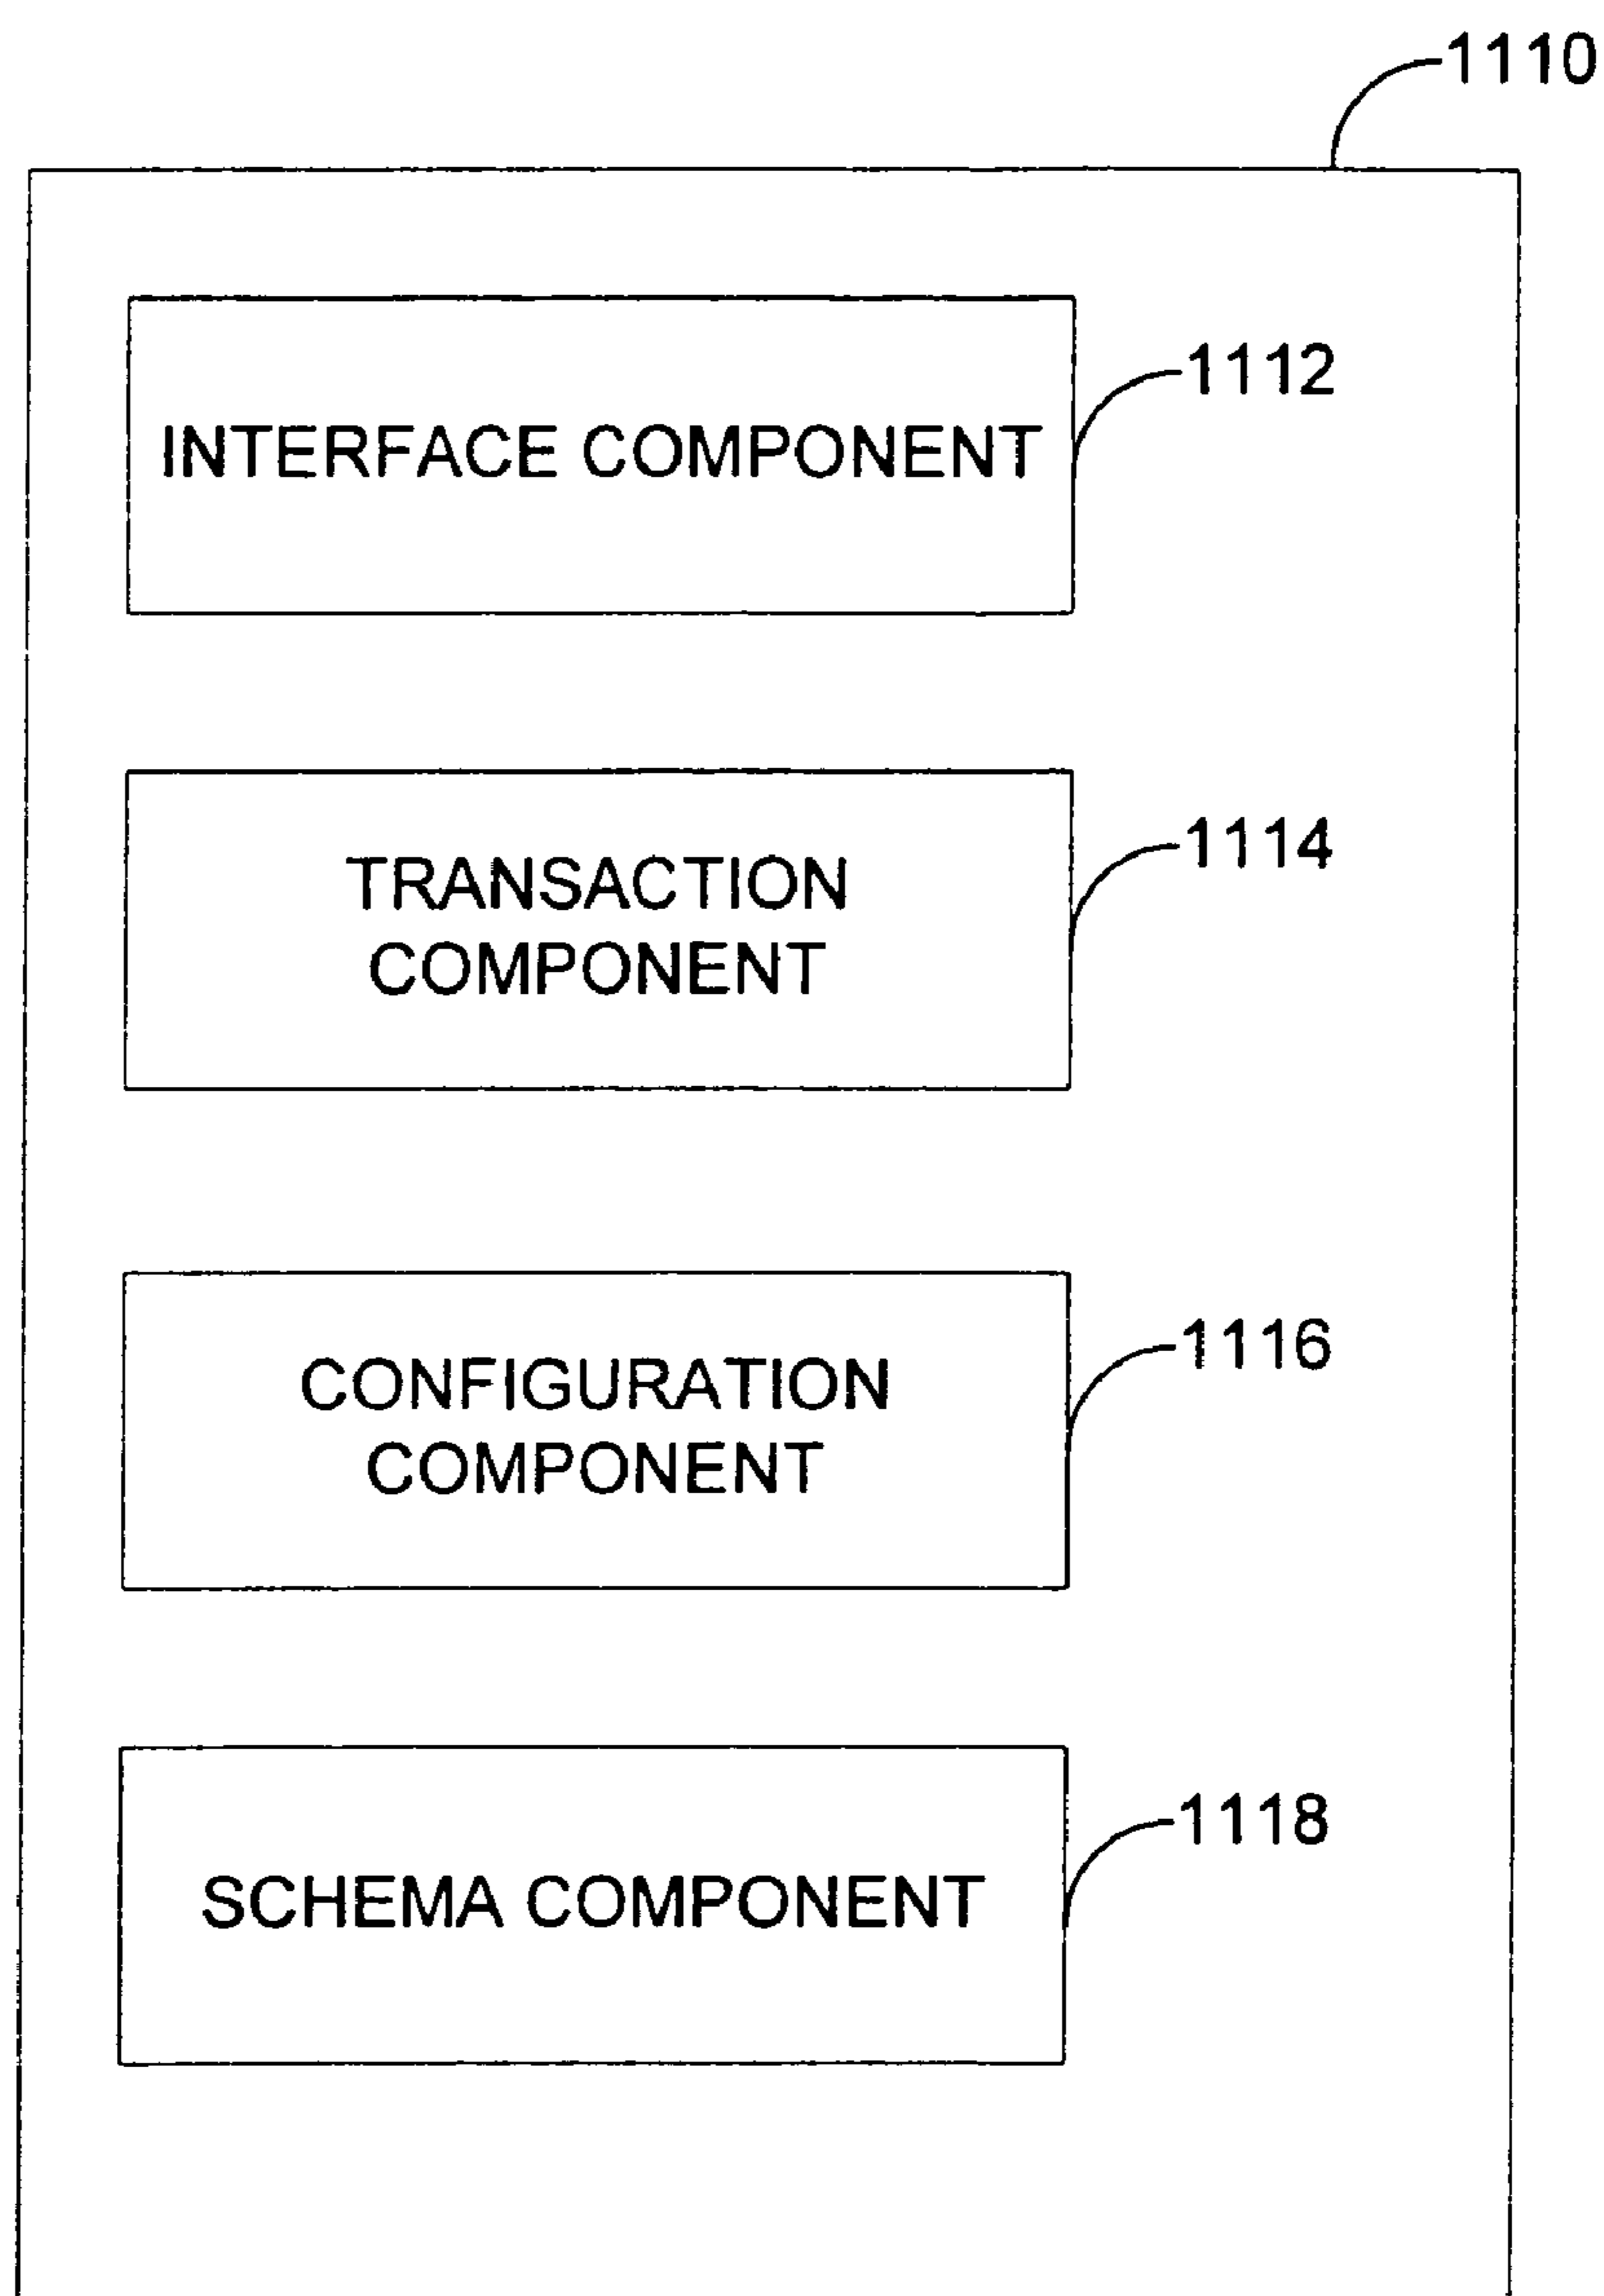 1110
INTERFACE COMPONENT
1112
TRANSACTION
COMPONENT
1114
CONFIGURATION
COMPONENT
1116
SCHEMA COMPONENT
1118